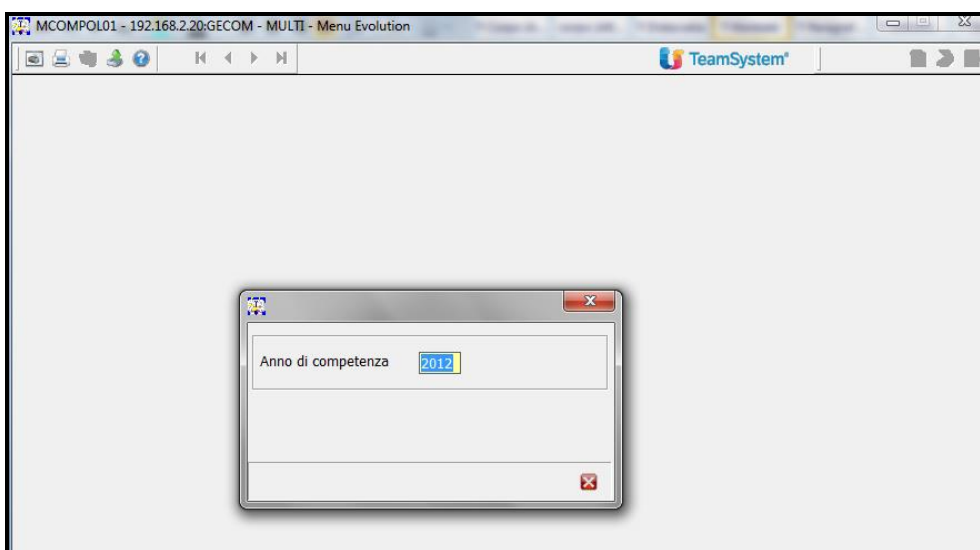 MCOMPOL01 - 192.168.2.20:GECOM - MULTI - Menu Evolution
TeamSystem®
Anno di competenza 2012